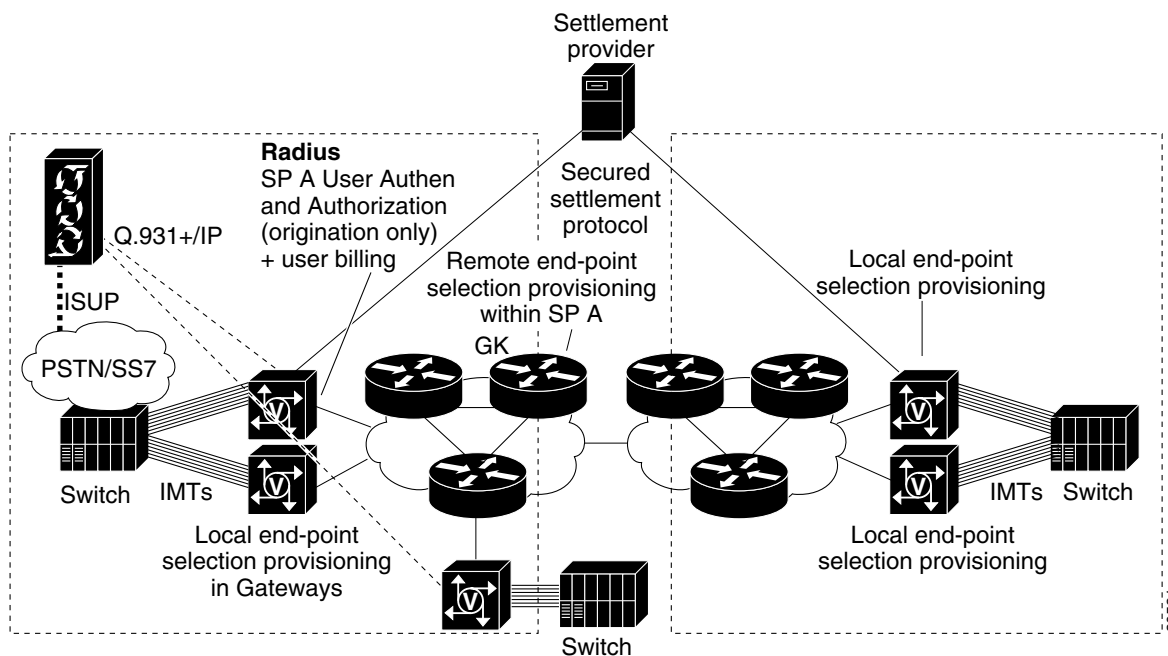 Settlement
provider
Radius
SP A User Authen
and Authorization
(origination only)
+ user billing
Secured
settlement
protocol
Q.931+/IP
Remote end-point
selection provisioning
within SP A
Local end-point
selection provisioning
ISUP
GK
PSTN/SS7
V
V
V
V
Switch
IMTs
IMTs
Switch
Local end-point
selection provisioning
in Gateways
Local end-point
selection provisioning
V
Switch